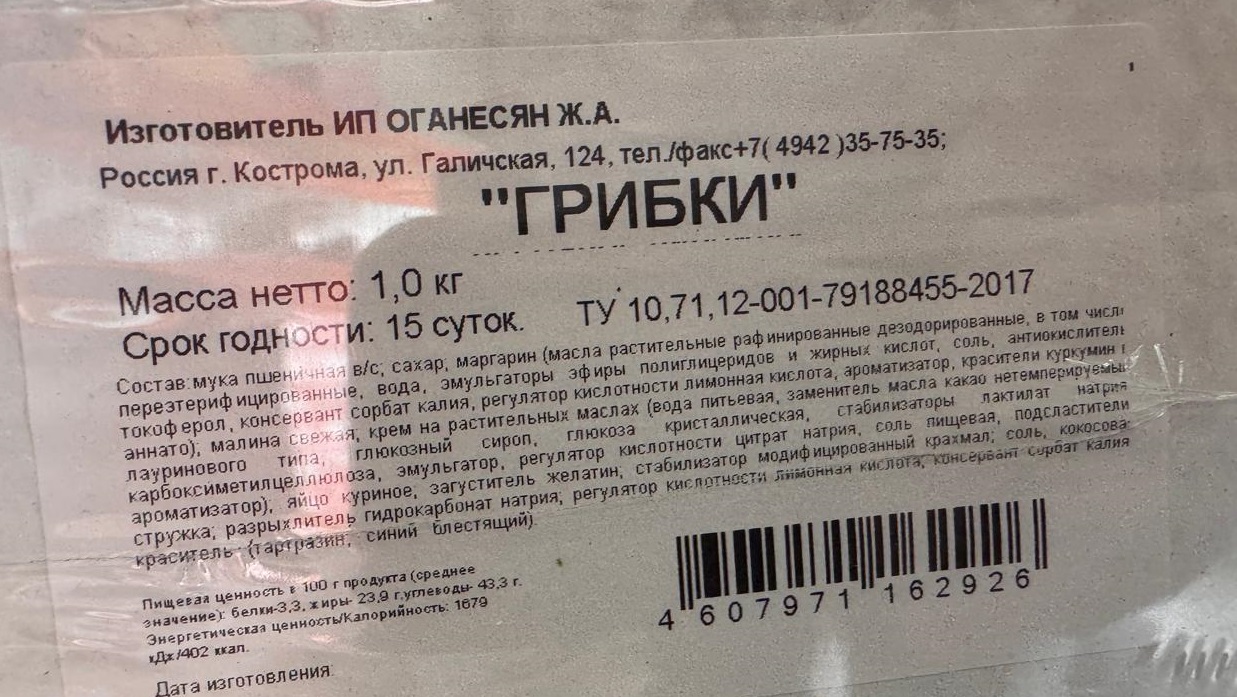 Изготовитель ИП ОГАНЕСЯН Ж.А.
Россия г. Кострома, ул. Галичская, 124, тел./факс+7( 4942 )35-75-35;
"ГРИБКИ"
Масса нетто: 1,0 кг
Срок годности: 15 суток. ТУ 10,71,12-001-79188455-2017
Состав: мука пшеничная в/с; сахар; маргарин (масла растительные рафинированные дезодорированные, в том числе
переэтерифицированные, вода, эмульгаторы эфиры полиглицеридов и жирных кислот, соль, антиокислитель
токоферол, консервант сорбат калия, регулятор кислотности лимонная кислота, ароматизатор, красители куркумин
аннато); малина свежая; крем на растительных маслах (вода питьевая, заменитель масла какао нетемперируемы
лауринового типа, глюкозный сироп, глюкоза кристаллическая, стабилизаторы лактилат натрия
карбоксиметилцеллюлоза, эмульгатор, регулятор кислотности цитрат натрия, соль пищевая, подсластители
ароматизатор); яйцо куриное; загуститель желатин; стабилизатор модифицированный крахмал; соль, кокосова
стружка; разрыхлитель гидрокарбонат натрия; регулятор кислотности лимонная кислота; консервант сорбат калия
краситель (тартразин, синий блестящий).
Пищевая ценность в 100 г продукта (среднее
значение): белки-3,3, жиры- 23,9 г,углеводы- 43,3 г.
Энергетическая ценность/Калорийность: 1679
кДж/402 ккал.
4 607971 162926
Дата изготовления: